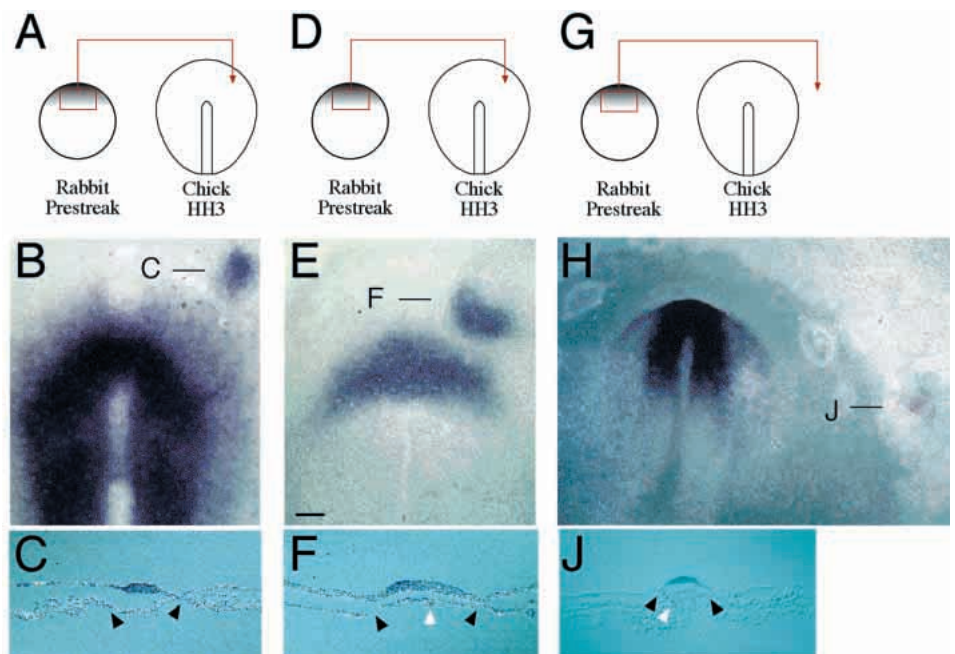 A
D
G
Rabbit
Prestreak
Chick
HH3
Rabbit
Prestreak
Chick
HH3
Rabbit
Prestreak
Chick
HH3
B
C
E
F
H
J
C
F
J